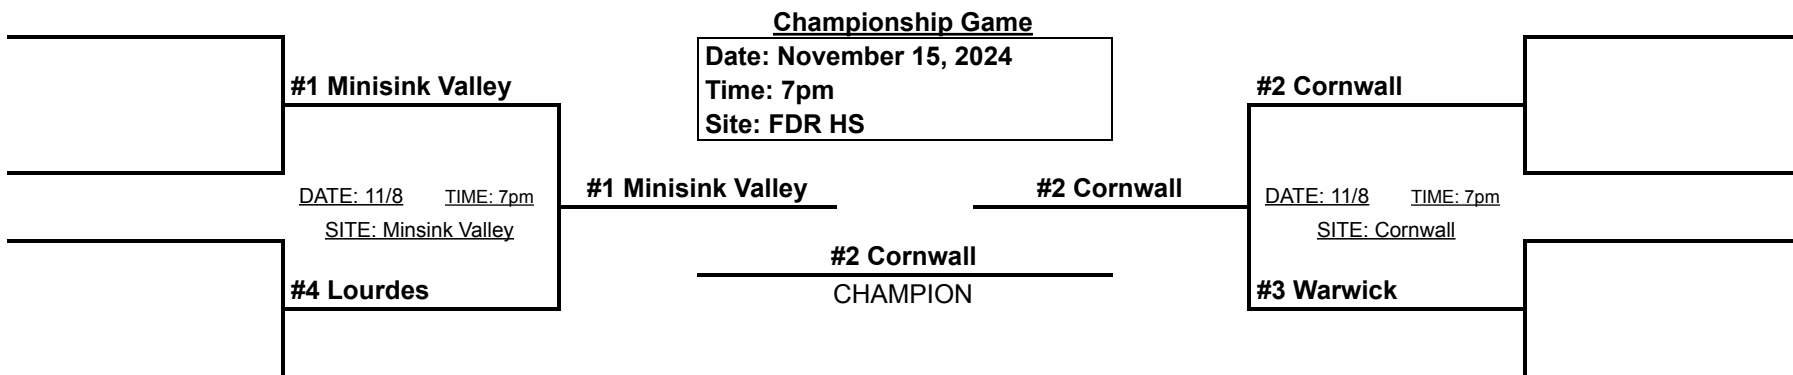 Championship Game
Date: November 15, 2024
Time: 7pm
Site: FDR HS
#1 Minisink Valley
#2 Cornwall
DATE: 11/8 TIME: 7pm
SITE: Minsink Valley
#1 Minisink Valley
#2 Cornwall
DATE: 11/8 TIME: 7pm
SITE: Cornwall
#2 Cornwall
CHAMPION
#4 Lourdes
#3 Warwick